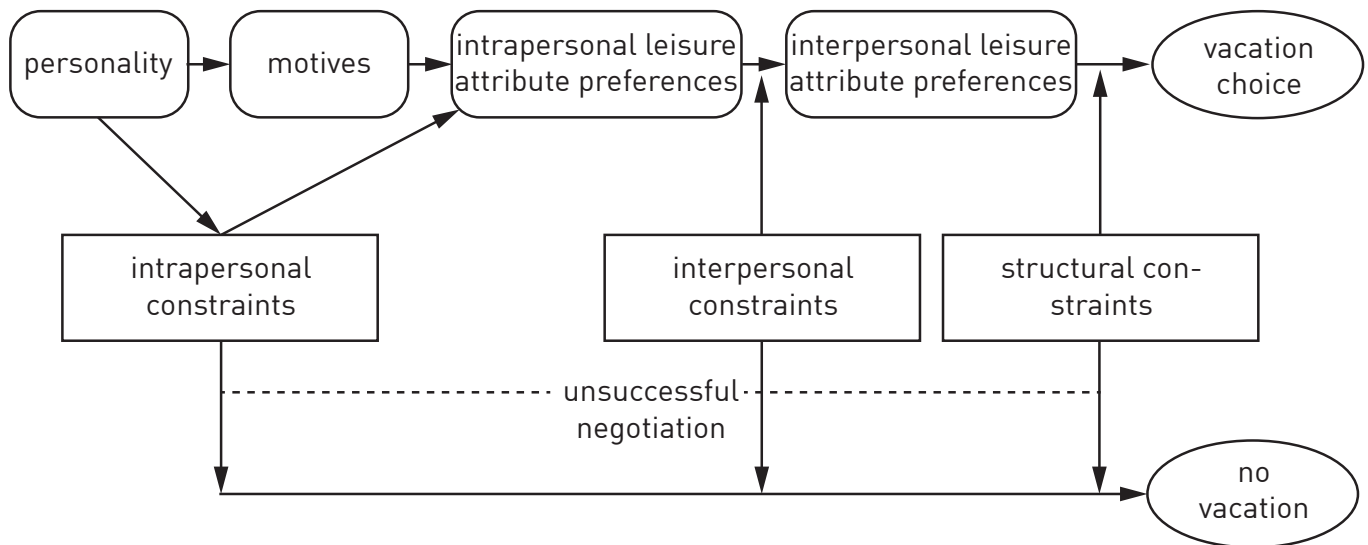 personality
motives
intrapersonal leisure
attribute preferences
interpersonal leisure
attribute preferences
vacation
choice
intrapersonal
constraints
interpersonal
constraints
structural con-
straints
unsuccessful
negotiation
no
vacation